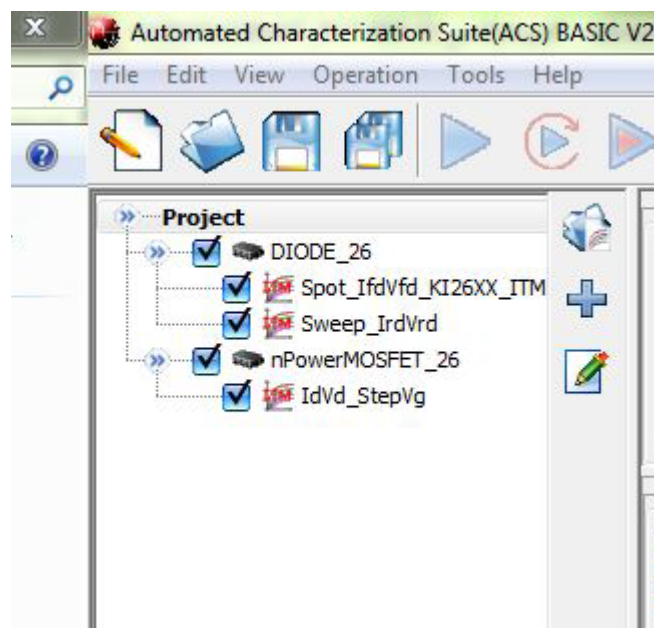 Automated Characterization Suite(ACS) BASIC V2
File Edit View Operation Tools Help
Project
DIODE_26
Spot_IfdVfd_KI26XX_ITM
Sweep_IrdVrd
nPowerMOSFET_26
IdVd_StepVg